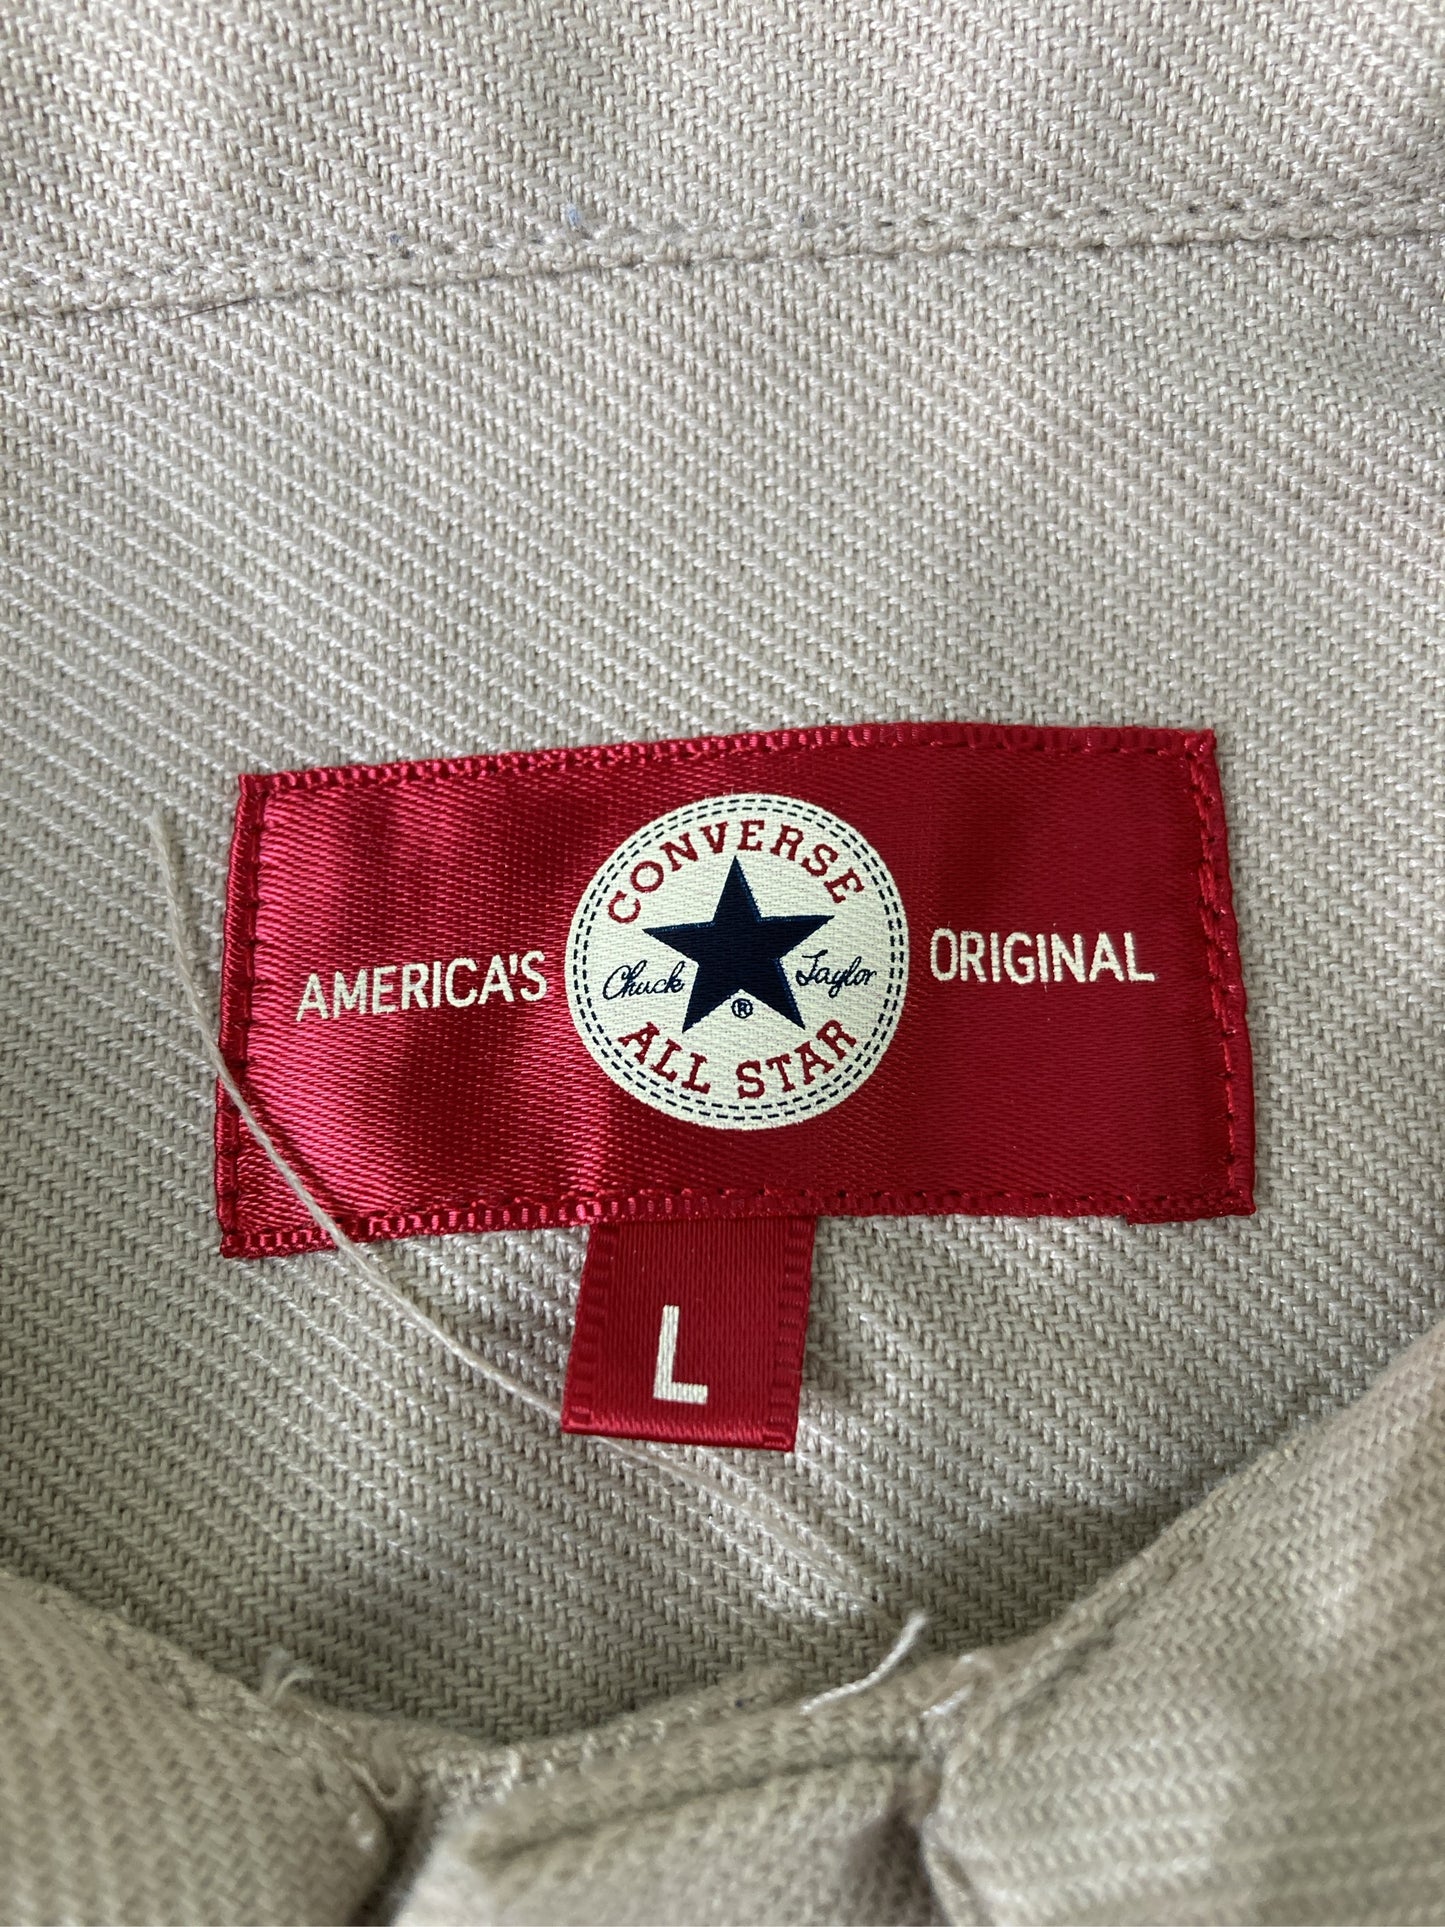 AMERICA'S
CONVERSE
Chuck Taylor
®
ALL STAR
ORIGINAL
L